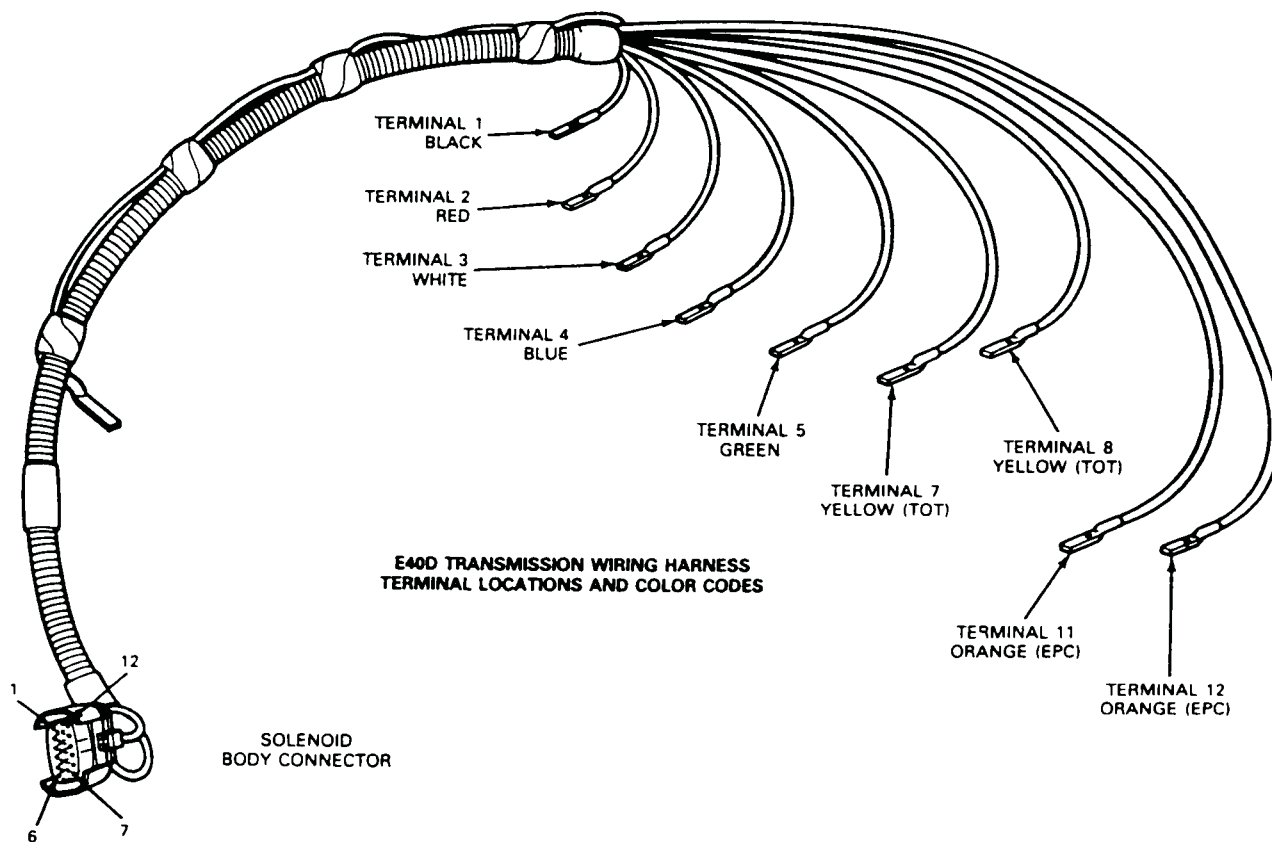 TERMINAL 1
BLACK
TERMINAL 2
RED
TERMINAL 3
WHITE
TERMINAL 4
BLUE
TERMINAL 5
GREEN
TERMINAL 7
YELLOW (TOT)
TERMINAL 8
YELLOW (TOT)
E40D TRANSMISSION WIRING HARNESS
TERMINAL LOCATIONS AND COLOR CODES
TERMINAL 11
ORANGE (EPC)
TERMINAL 12
ORANGE (EPC)
12
1
SOLENOID
BODY CONNECTOR
6
7